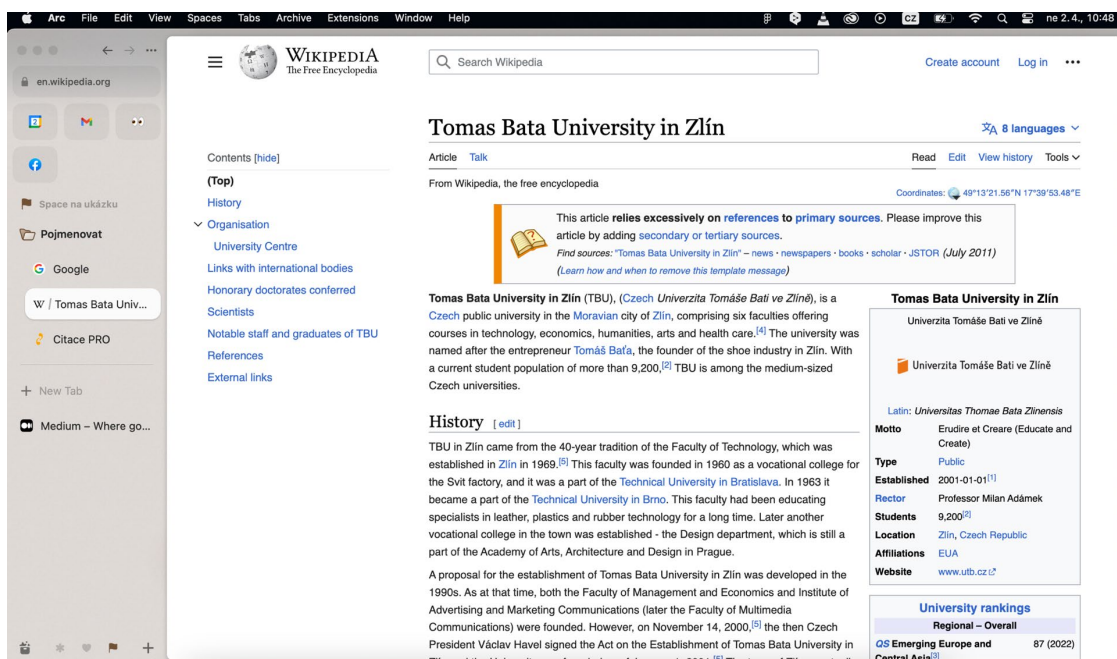 Arc File Edit View Spaces Tabs Archive Extensions Window Help
CZ
ne 2. 4., 10:48
en.wikipedia.org
Space na ukázku
Pojmenovat
Google
W / Tomas Bata Univ...
Citace PRO
+ New Tab
Medium – Where go...
WIKIPEDIA
The Free Encyclopedia
Search Wikipedia
Create account Log in •••
Contents [hide]
(Top)
History
Organisation
University Centre
Links with international bodies
Honorary doctorates conferred
Scientists
Notable staff and graduates of TBU
References
External links
Tomas Bata University in Zlín
8 languages
Article Talk
Read Edit View history Tools
From Wikipedia, the free encyclopedia
Coordinates: 49°13′21.56″N 17°39′53.48″E
This article relies excessively on references to primary sources. Please improve this
article by adding secondary or tertiary sources.
Find sources: "Tomas Bata University in Zlín" – news · newspapers · books · scholar · JSTOR (July 2011)
(Learn how and when to remove this template message)
Tomas Bata University in Zlín (TBU), (Czech Univerzita Tomáše Bati ve Zlíně), is a
Czech public university in the Moravian city of Zlín, comprising six faculties offering
courses in technology, economics, humanities, arts and health care.[4] The university was
named after the entrepreneur Tomáš Baťa, the founder of the shoe industry in Zlín. With
a current student population of more than 9,200,[2] TBU is among the medium-sized
Czech universities.
History [ edit ]
TBU in Zlín came from the 40-year tradition of the Faculty of Technology, which was
established in Zlín in 1969.[5] This faculty was founded in 1960 as a vocational college for
the Svit factory, and it was a part of the Technical University in Bratislava. In 1963 it
became a part of the Technical University in Brno. This faculty had been educating
specialists in leather, plastics and rubber technology for a long time. Later another
vocational college in the town was established - the Design department, which is still a
part of the Academy of Arts, Architecture and Design in Prague.
A proposal for the establishment of Tomas Bata University in Zlín was developed in the
1990s. As at that time, both the Faculty of Management and Economics and Institute of
Advertising and Marketing Communications (later the Faculty of Multimedia
Communications) were founded. However, on November 14, 2000,[5] the then Czech
President Václav Havel signed the Act on the Establishment of Tomas Bata University in
Tomas Bata University in Zlín
Univerzita Tomáše Bati ve Zlíně
Univerzita Tomáše Bati ve Zlíně
Latin: Universitas Thomae Bata Zlinensis
Motto Erudire et Creare (Educate and
Create)
Type Public
Established 2001-01-01[1]
Rector Professor Milan Adámek
Students 9,200[2]
Location Zlín, Czech Republic
Affiliations EUA
Website www.utb.cz
University rankings
Regional – Overall
QS Emerging Europe and 87 (2022)
Central Asia[3]